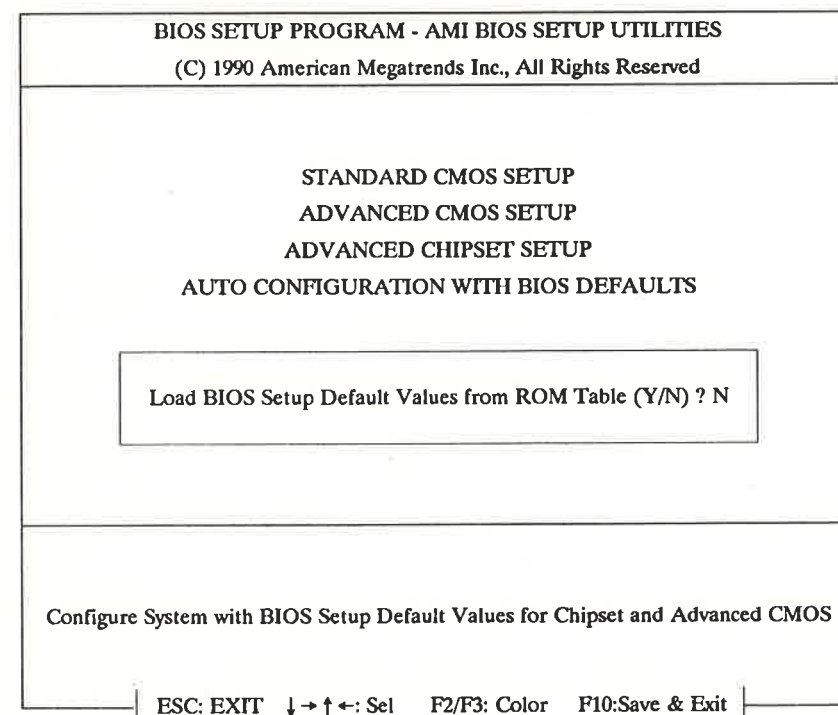 BIOS SETUP PROGRAM - AMI BIOS SETUP UTILITIES
(C) 1990 American Megatrends Inc., All Rights Reserved
STANDARD CMOS SETUP
ADVANCED CMOS SETUP
ADVANCED CHIPSET SETUP
AUTO CONFIGURATION WITH BIOS DEFAULTS
Load BIOS Setup Default Values from ROM Table (Y/N) ? N
Configure System with BIOS Setup Default Values for Chipset and Advanced CMOS
ESC: EXIT ↓→↑←: Sel F2/F3: Color F10:Save & Exit